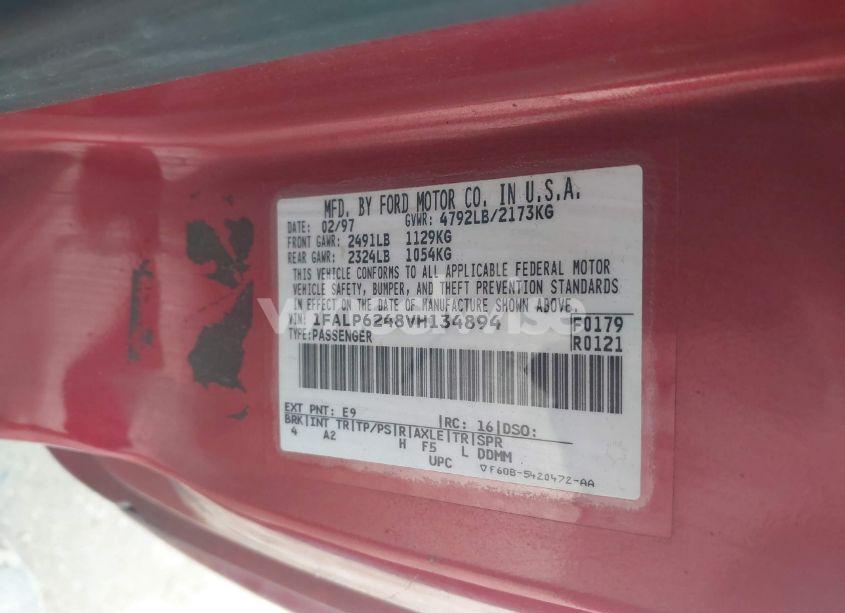 MFD. BY FORD MOTOR CO. IN U.S.A.
DATE: 02/97 GVWR: 4792LB/2173KG
FRONT GAWR: 2491LB 1129KG
REAR GAWR: 2324LB 1054KG
THIS VEHICLE CONFORMS TO ALL APPLICABLE FEDERAL MOTOR
VEHICLE SAFETY, BUMPER, AND THEFT PREVENTION STANDARDS
IN EFFECT ON THE DATE OF MANUFACTURE SHOWN ABOVE.
VIN: 1FALP6248VH134894 F0179
TYPE: PASSENGER R0121
EXT PNT: E9 RC: 16 DSO:
BRK INT TR TP/PS R AXLE TR SPR
4 A2 H F5 L DDMM
UPC F60B-5420472-AA